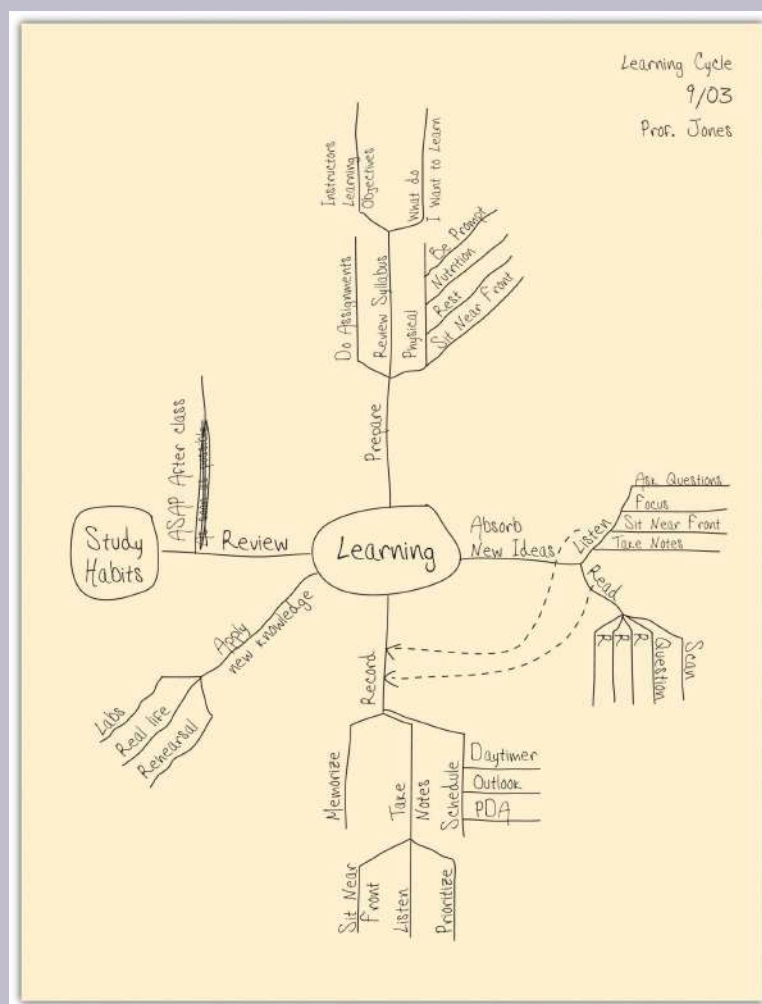 Learning Cycle
9/03
Prof. Jones
Instructors
Learning
Objectives
What do
I Want to Learn
Do Assignments
Review Syllabus
Physical
Be Prompt
Nutrition
Rest
Sit Near Front
Prepare
ASAP After class
Study
Habits
Review
Learning
Absorb
New Ideas
Listen
Ask Questions
Focus
Sit Near Front
Take Notes
Read
Scan
Question
R
R
R
Apply
new knowledge
Labs
Real life
Rehearsal
Record
Memorize
Take
Notes
Schedule
Daytimer
Outlook
PDA
Sit Near
Front
Listen
Prioritize